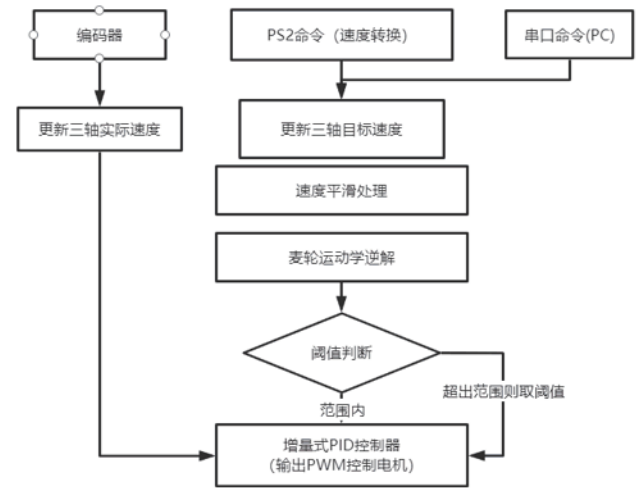 编码器
PS2命令（速度转换）
串口命令(PC)
更新三轴实际速度
更新三轴目标速度
速度平滑处理
麦轮运动学逆解
阈值判断
超出范围则取阈值
范围内
增量式PID控制器
（输出PWM控制电机）